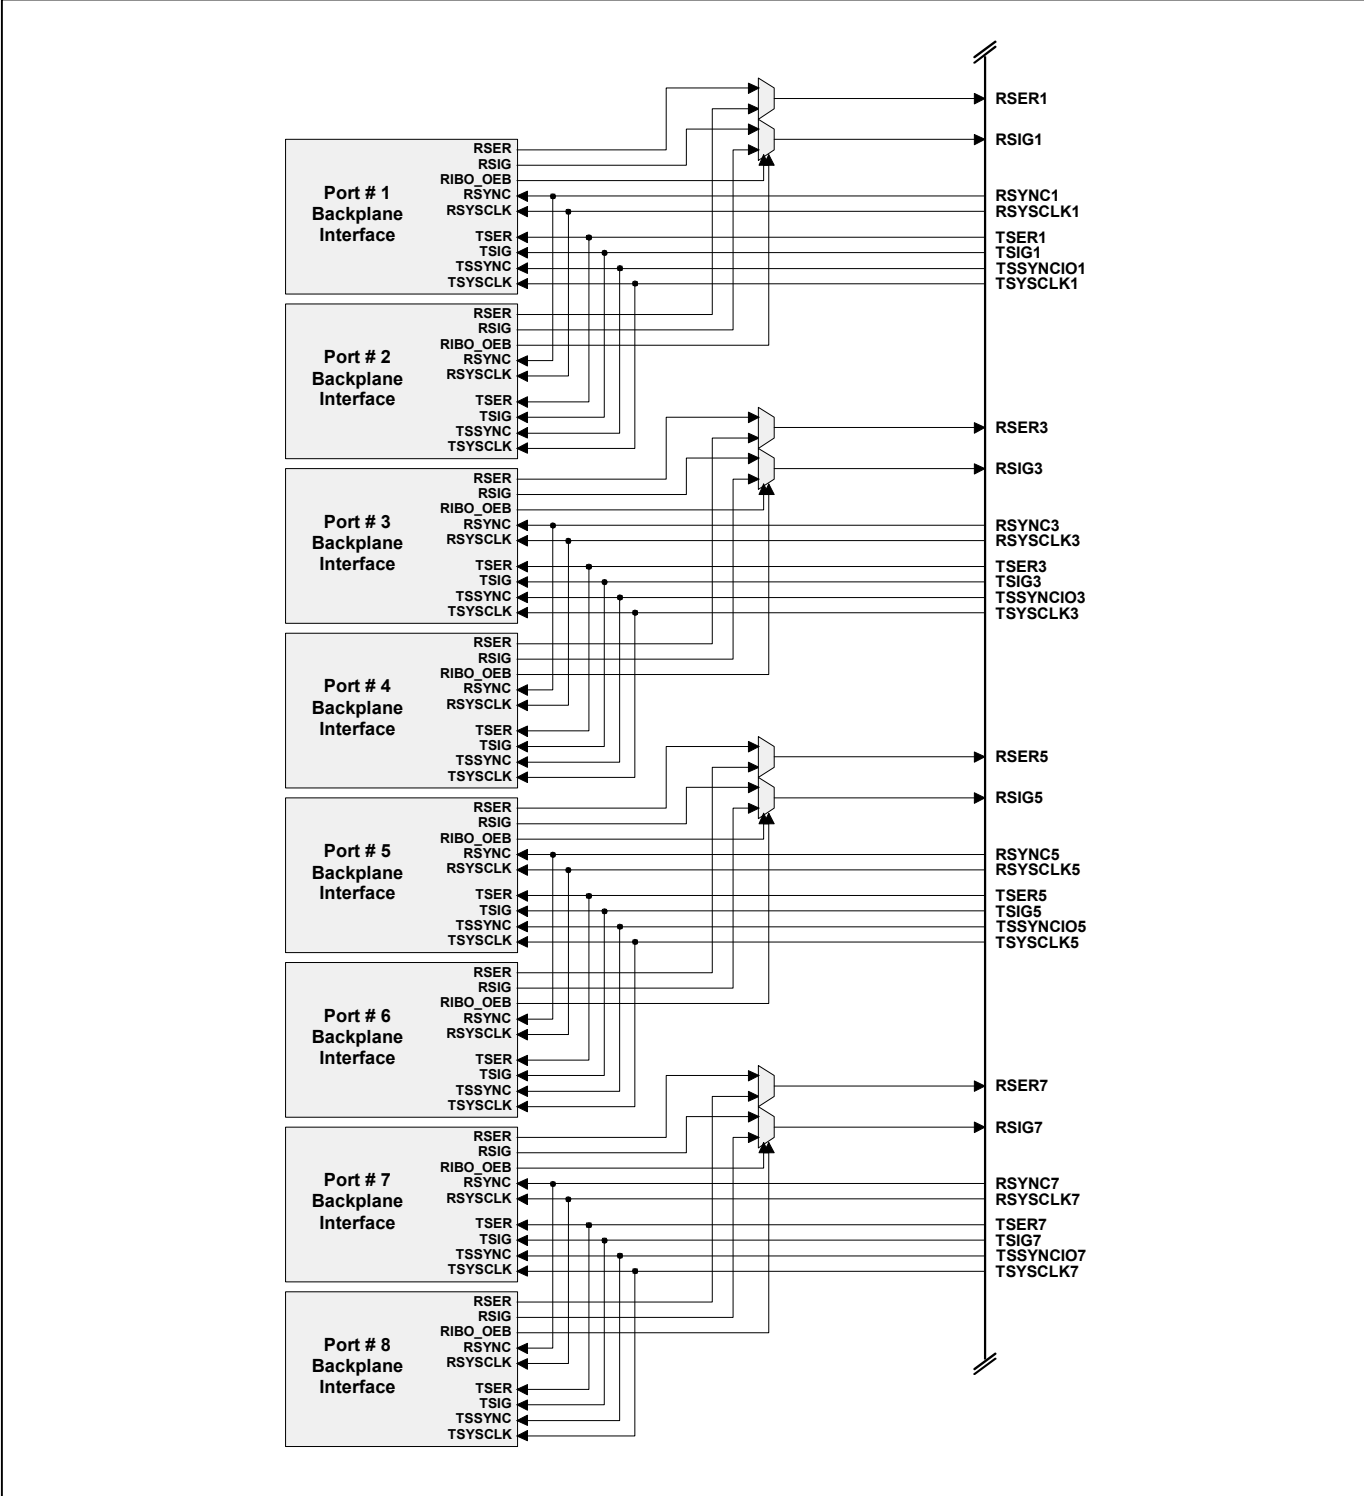 RSER1
RSIG1
Port # 1
Backplane
Interface
RSER
RSIG
RIBO_OEB
RSYNC
RSYSCLK
TSER
TSIG
TSSYNC
TSYSCLK
RSYNC1
RSYSCLK1
TSER1
TSIG1
TSSYNCIO1
TSYSCLK1
Port # 2
Backplane
Interface
RSER
RSIG
RIBO_OEB
RSYNC
RSYSCLK
TSER
TSIG
TSSYNC
TSYSCLK
RSER3
RSIG3
Port # 3
Backplane
Interface
RSER
RSIG
RIBO_OEB
RSYNC
RSYSCLK
TSER
TSIG
TSSYNC
TSYSCLK
RSYNC3
RSYSCLK3
TSER3
TSIG3
TSSYNCIO3
TSYSCLK3
Port # 4
Backplane
Interface
RSER
RSIG
RIBO_OEB
RSYNC
RSYSCLK
TSER
TSIG
TSSYNC
TSYSCLK
RSER5
RSIG5
Port # 5
Backplane
Interface
RSER
RSIG
RIBO_OEB
RSYNC
RSYSCLK
TSER
TSIG
TSSYNC
TSYSCLK
RSYNC5
RSYSCLK5
TSER5
TSIG5
TSSYNCIO5
TSYSCLK5
Port # 6
Backplane
Interface
RSER
RSIG
RIBO_OEB
RSYNC
RSYSCLK
TSER
TSIG
TSSYNC
TSYSCLK
RSER7
RSIG7
Port # 7
Backplane
Interface
RSER
RSIG
RIBO_OEB
RSYNC
RSYSCLK
TSER
TSIG
TSSYNC
TSYSCLK
RSYNC7
RSYSCLK7
TSER7
TSIG7
TSSYNCIO7
TSYSCLK7
Port # 8
Backplane
Interface
RSER
RSIG
RIBO_OEB
RSYNC
RSYSCLK
TSER
TSIG
TSSYNC
TSYSCLK